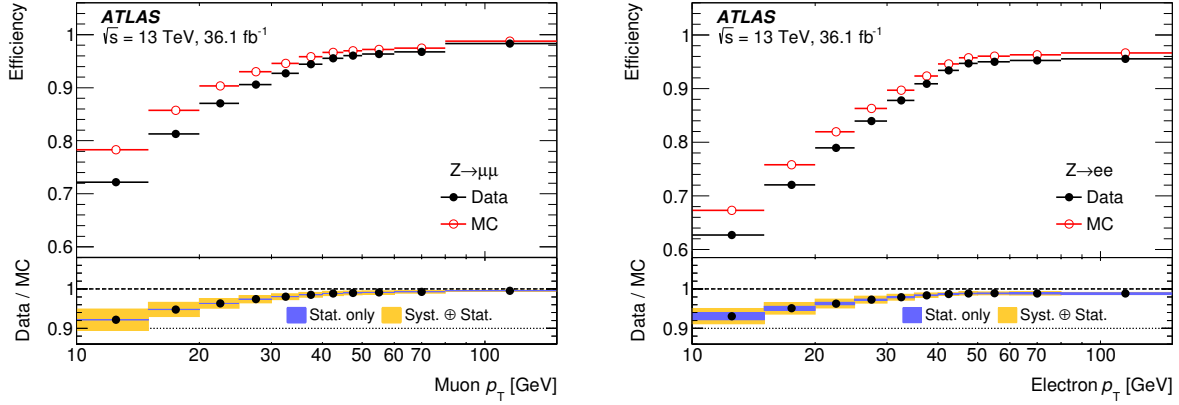 ATLAS
√s = 13 TeV, 36.1 fb⁻¹
Efficiency
1
0.9
0.8
0.7
0.6
Z→μμ
Data
MC
Data / MC
1
0.9
Stat. only
Syst. ⊕ Stat.
10 20 30 40 50 60 70 100
Muon p_T [GeV]
ATLAS
√s = 13 TeV, 36.1 fb⁻¹
Efficiency
1
0.9
0.8
0.7
0.6
Z→ee
Data
MC
Data / MC
1
0.9
Stat. only
Syst. ⊕ Stat.
10 20 30 40 50 60 70 100
Electron p_T [GeV]